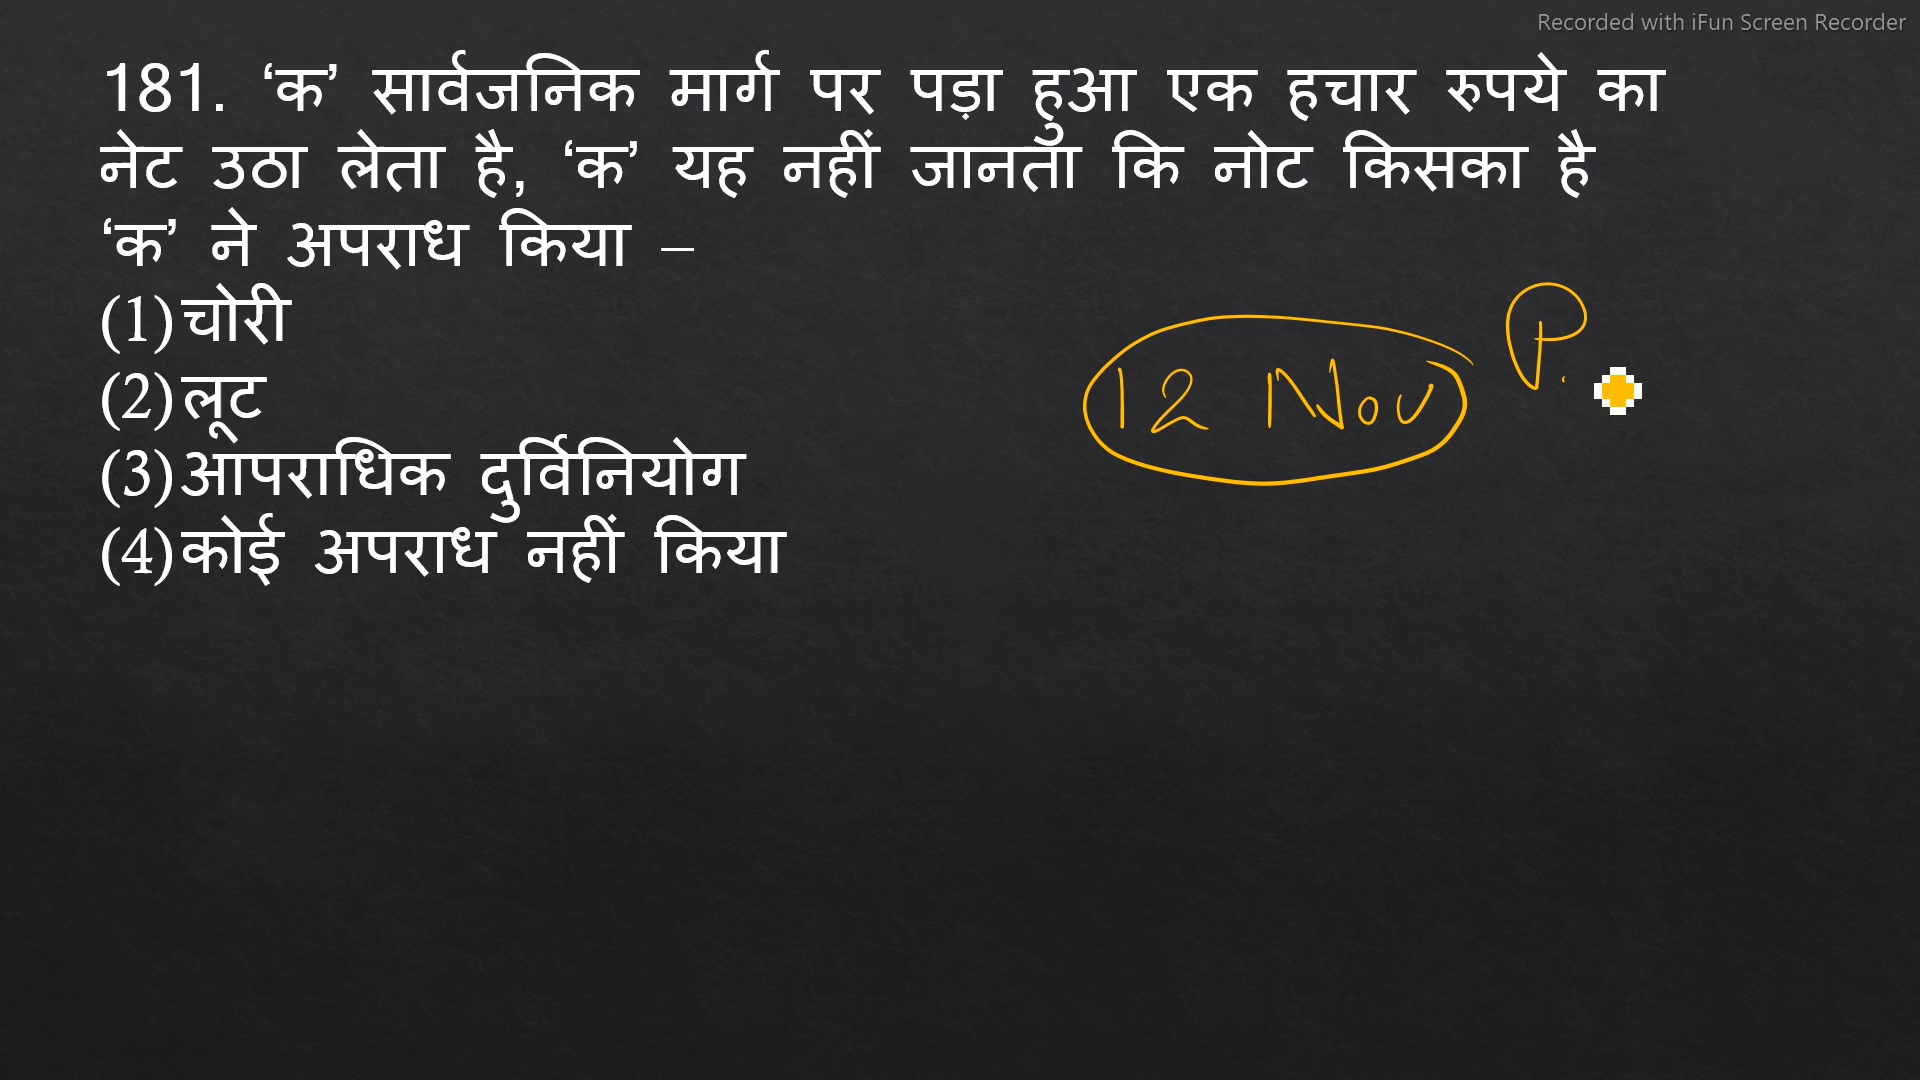 Recorded with iFun Screen Recorder
181. ‘क’ सार्वजनिक मार्ग पर पड़ा हुआ एक हचार रुपये का
नेट उठा लेता है, ‘क’ यह नहीं जानता कि नोट किसका है
‘क’ ने अपराध किया –
(1)चोरी
(2)लूट
(3)आपराधिक दुर्विनियोग
(4)कोई अपराध नहीं किया
12 Nov
P.